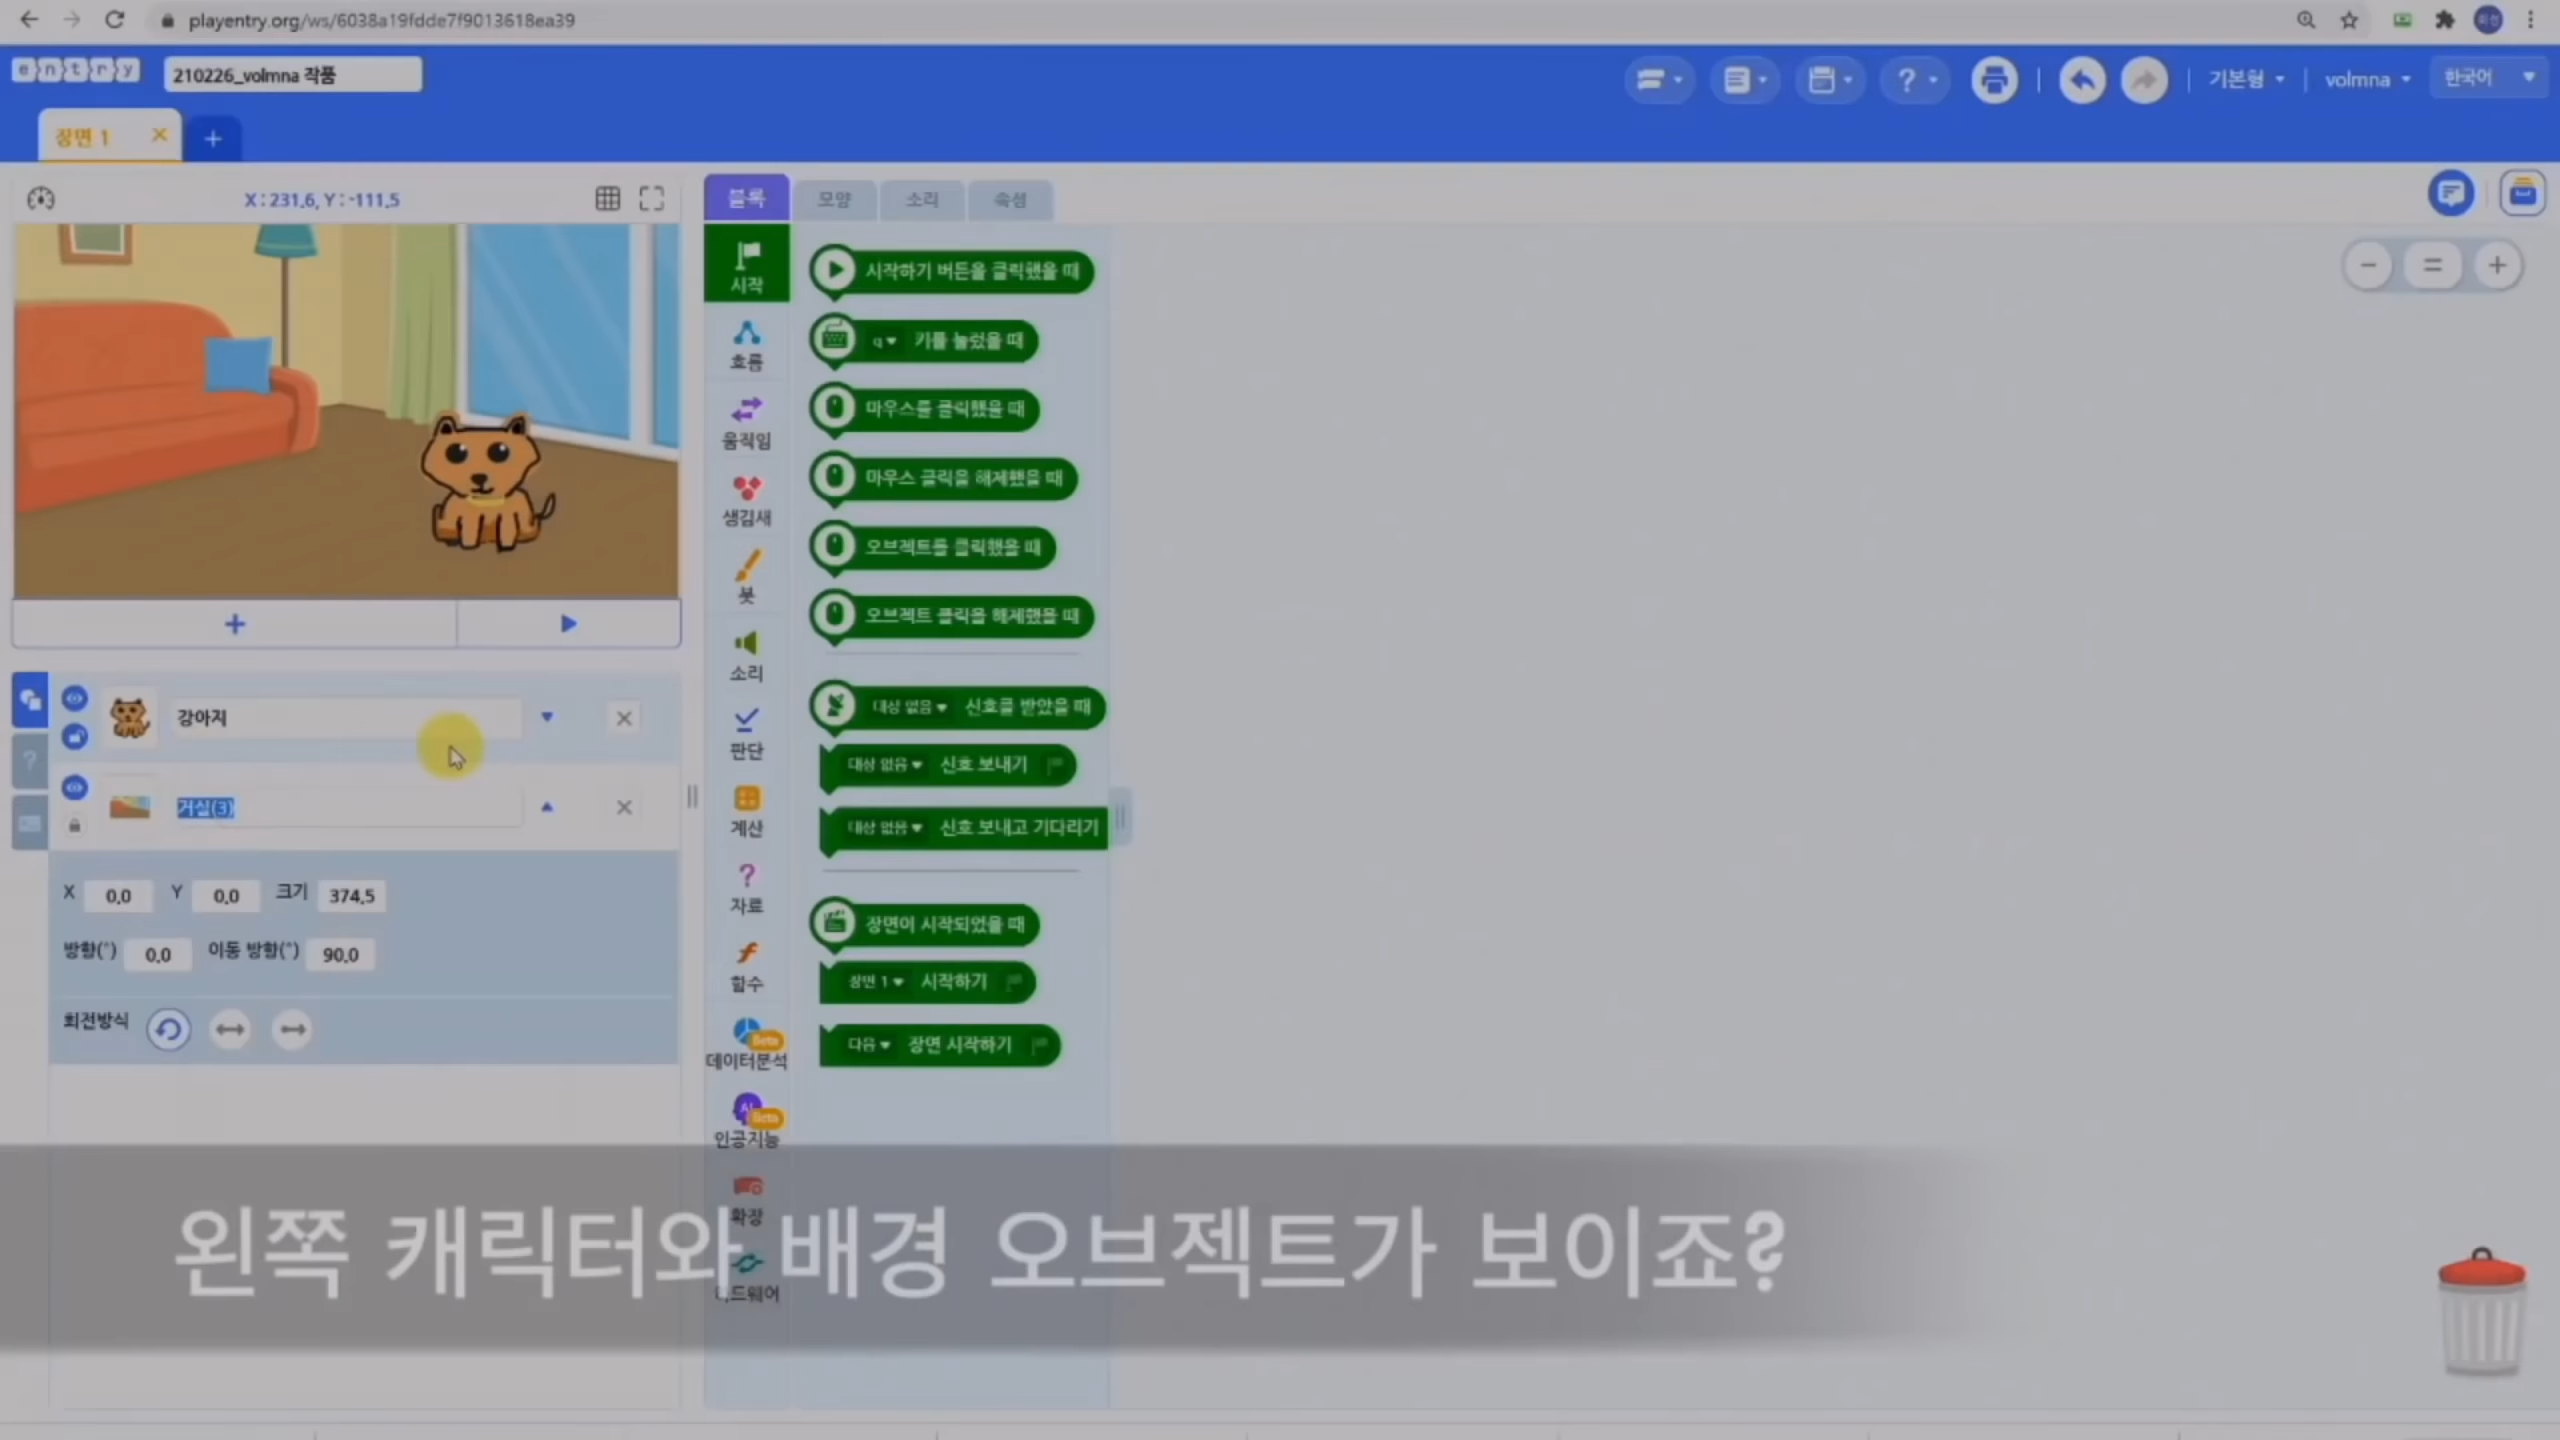 playentry.org/ws/6038a19fdde7f9013618ea39
entry
210226_volmna 작품
기본형
volmna
한국어
장면 1
X : 231.6, Y : -111.5
블록
모양
소리
속성
시작
흐름
움직임
생김새
붓
소리
판단
계산
자료
함수
Beta
데이터분석
AI
Beta
인공지능
확장
드웨어
시작하기 버튼을 클릭했을 때
q 키를 눌렀을 때
마우스를 클릭했을 때
마우스 클릭을 해제했을 때
오브젝트를 클릭했을 때
오브젝트 클릭을 해제했을 때
대상 없음 신호를 받았을 때
대상 없음 신호 보내기
대상 없음 신호 보내고 기다리기
장면이 시작되었을 때
장면 1 시작하기
다음 장면 시작하기
강아지
거실(3)
X 0.0 Y 0.0 크기 374.5
방향(°) 0.0 이동 방향(°) 90.0
회전방식
왼쪽 캐릭터와 배경 오브젝트가 보이죠?